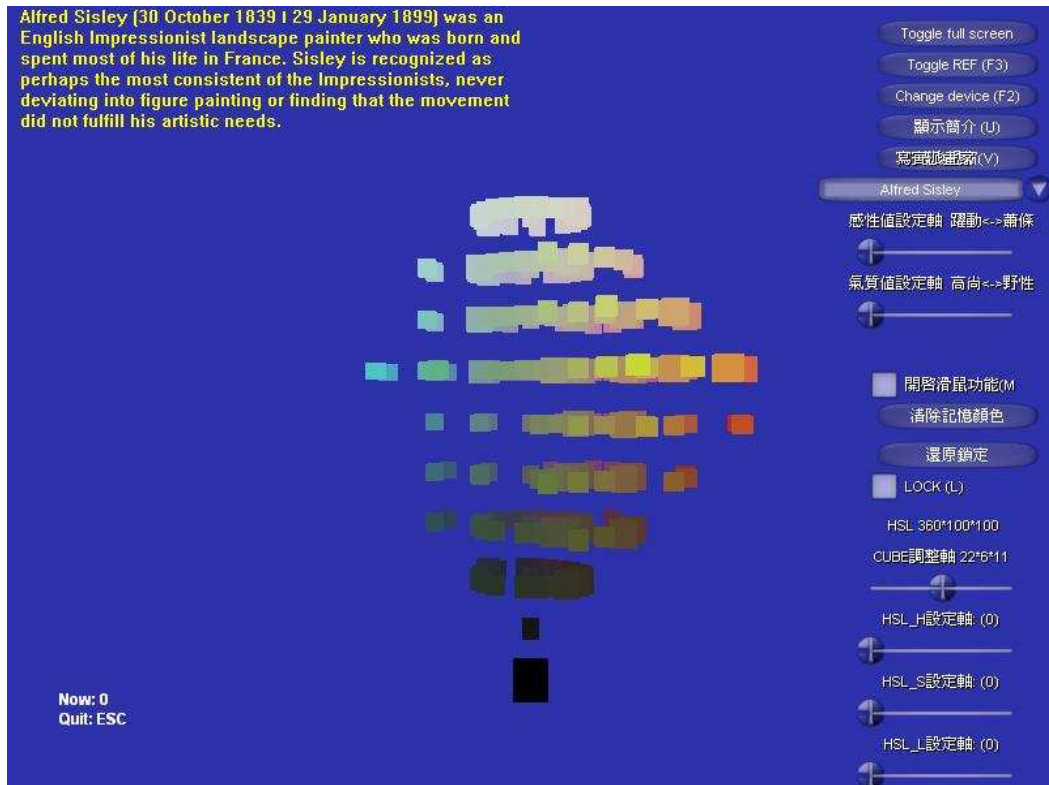 Alfred Sisley (30 October 1839 l 29 January 1899) was an
English Impressionist landscape painter who was born and
spent most of his life in France. Sisley is recognized as
perhaps the most consistent of the Impressionists, never
deviating into figure painting or finding that the movement
did not fulfill his artistic needs.
Toggle full screen
Toggle REF (F3)
Change device (F2)
顯示簡介 (U)
(V)
Alfred Sisley
感性值設定軸 躍動<->蕭條
氣質值設定軸 高尚<->野性
開啓滑鼠功能(M
清除記憶顏色
還原鎖定
LOCK (L)
HSL 360*100*100
CUBE調整軸 22*6*11
HSL_H設定軸: (0)
HSL_S設定軸: (0)
HSL_L設定軸: (0)
Now: 0
Quit: ESC